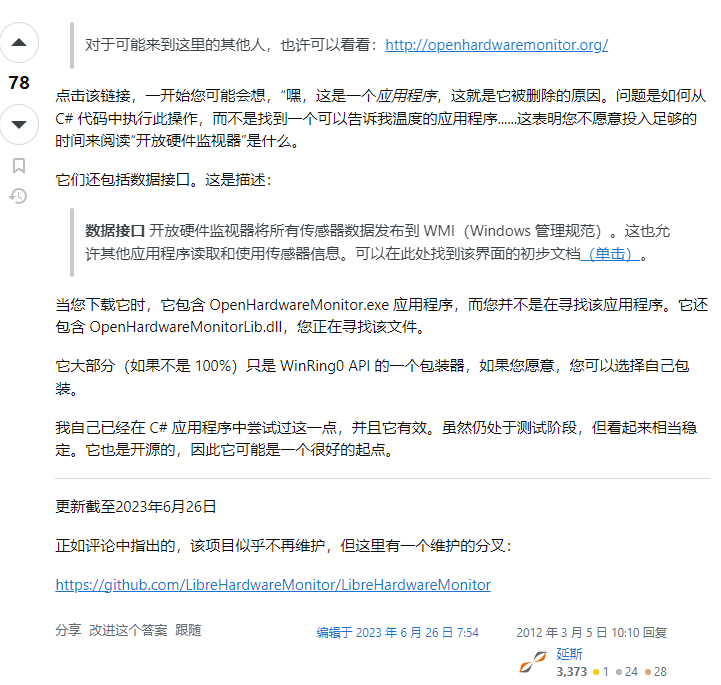 对于可能来到这里的其他人，也许可以看看：http://openhardwaremonitor.org/
78
点击该链接，一开始您可能会想，“嘿，这是一个应用程序，这就是它被删除的原因。问题是如何从
C# 代码中执行此操作，而不是找到一个可以告诉我温度的应用程序......这表明您不愿意投入足够的
时间来阅读“开放硬件监视器”是什么。
它们还包括数据接口。这是描述：
数据接口 开放硬件监视器将所有传感器数据发布到 WMI（Windows 管理规范）。这也允
许其他应用程序读取和使用传感器信息。可以在此处找到该界面的初步文档（单击）。
当您下载它时，它包含 OpenHardwareMonitor.exe 应用程序，而您并不是在寻找该应用程序。它还
包含 OpenHardwareMonitorLib.dll，您正在寻找该文件。
它大部分（如果不是 100%）只是 WinRing0 API 的一个包装器，如果您愿意，您可以选择自己包
装。
我自己已经在 C# 应用程序中尝试过这一点，并且它有效。虽然仍处于测试阶段，但看起来相当稳
定。它也是开源的，因此它可能是一个很好的起点。
更新截至2023年6月26日
正如评论中指出的，该项目似乎不再维护，但这里有一个维护的分叉：
https://github.com/LibreHardwareMonitor/LibreHardwareMonitor
分享 改进这个答案 跟随
编辑于 2023 年 6 月 26 日 7:54
2012 年 3 月 5 日 10:10 回复
延斯
3,373 1 24 28